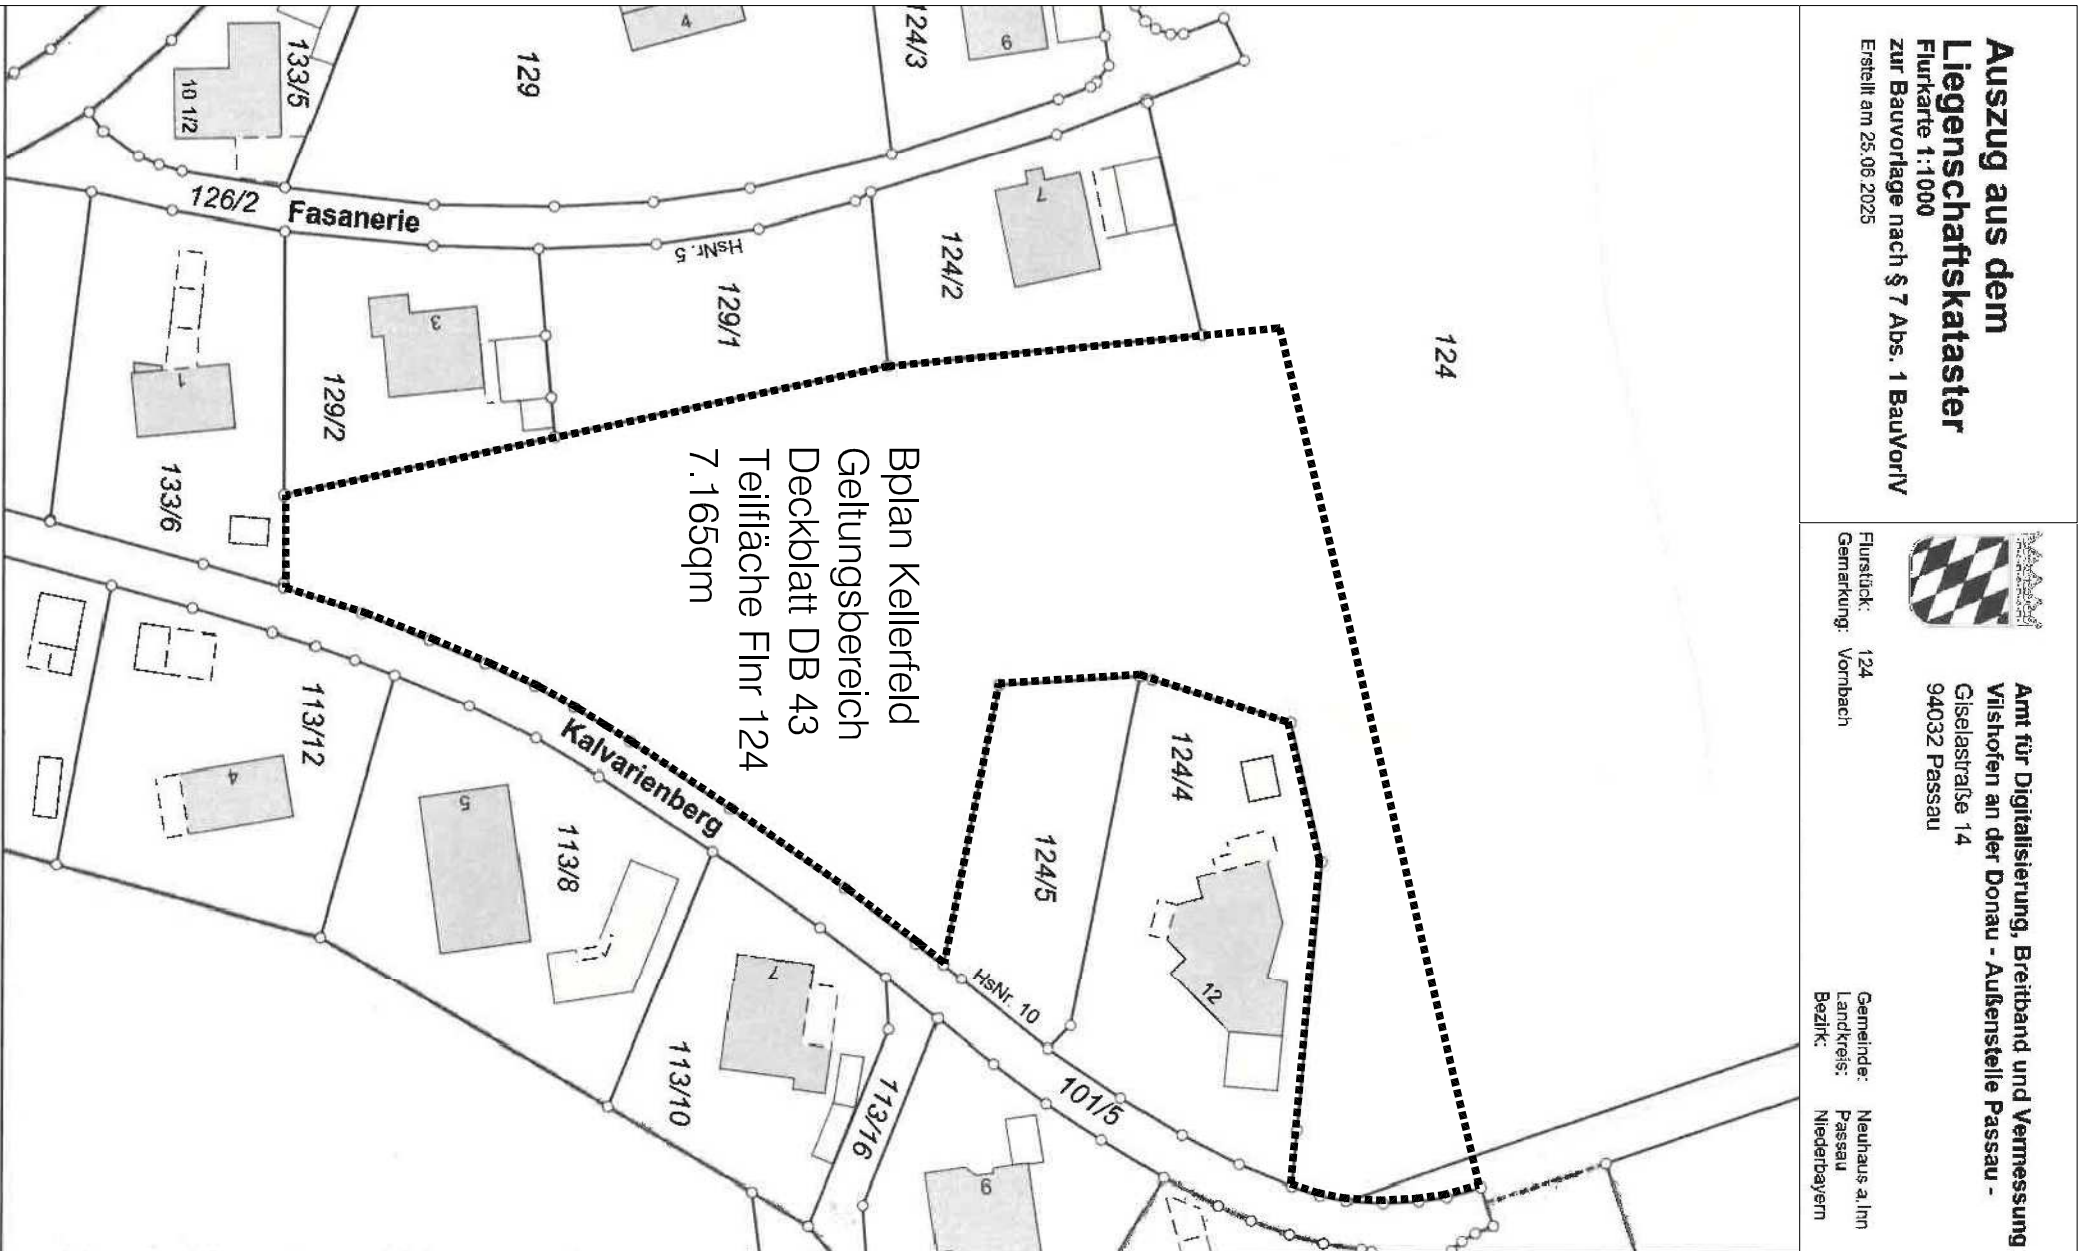 Auszug aus dem
Liegenschaftskataster
Flurkarte 1:1000
zur Bauvorlage nach § 7 Abs. 1 BauVorlV
Erstellt am 25.06.2025
Amt für Digitalisierung, Breitband und Vermessung
Vilshofen an der Donau - Außenstelle Passau -
Giselastraße 14
94032 Passau
Flurstück: 124
Gemarkung: Vornbach
Gemeinde: Neuhaus a.Inn
Landkreis: Passau
Bezirk: Niederbayern
133/5
10 1/2
129
4
124/3
6
126/2
Fasanerie
HsNr. 5
7
124/2
129/1
124
3
129/2
1
133/6
Bplan Kellerfeld
Geltungsbereich
Deckblatt DB 43
Teilfläche Flnr 124
7.165qm
124/4
124/5
12
HsNr. 10
Kalvarienberg
113/12
4
5
113/8
7
113/10
113/16
101/5
9